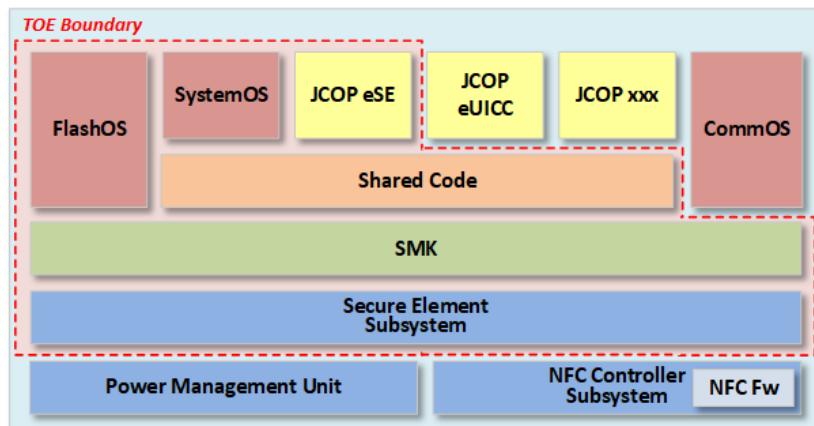 TOE Boundary
FlashOS
SystemOS
JCOP eSE
JCOP
eUICC
JCOP xxx
CommOS
Shared Code
SMK
Secure Element
Subsystem
Power Management Unit
NFC Controller
Subsystem
NFC Fw